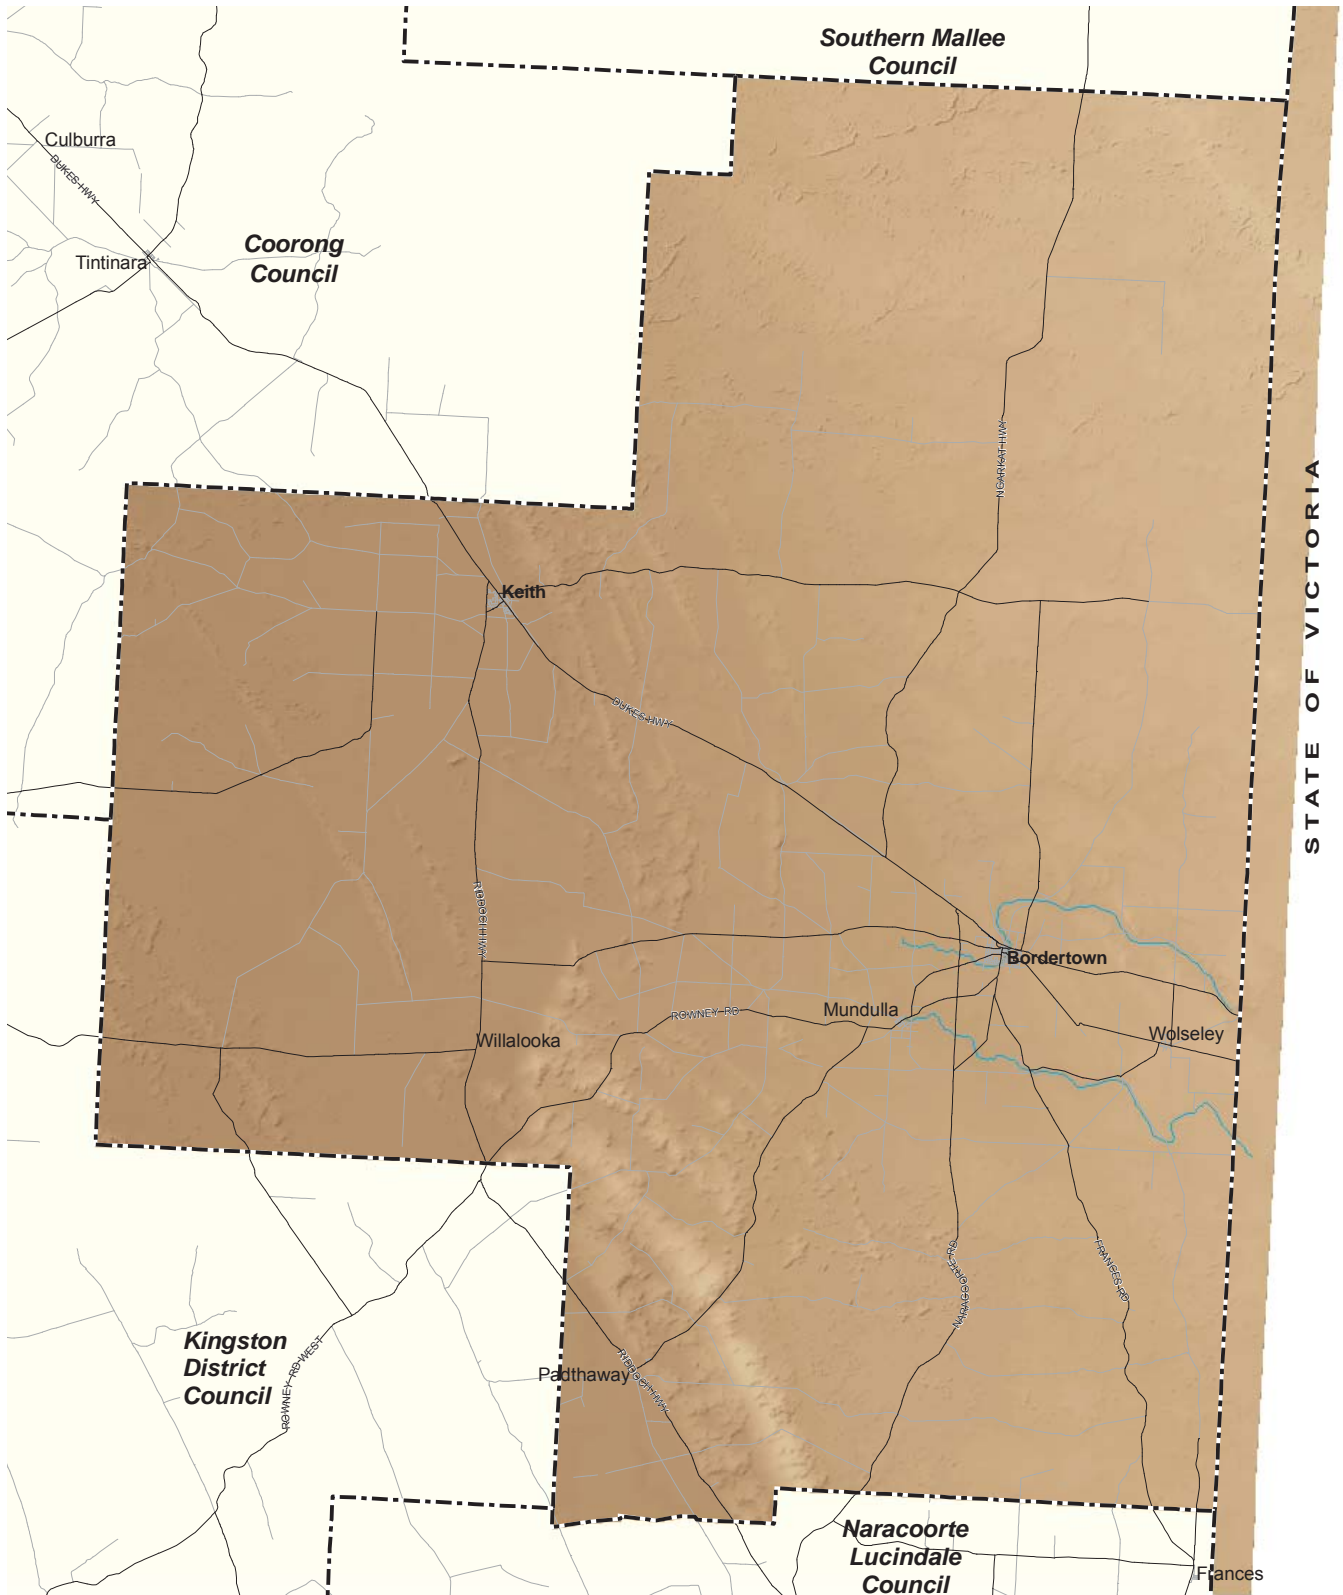 Southern Mallee
Council
Culburra
DUKES HWY
Coorong
Council
Tintinara
NGARKAT HWY
STATE OF VICTORIA
Keith
DUKES HWY
RIDDOCH HWY
Bordertown
Mundulla
ROWNEY RD
Wolseley
Willalooka
NARACOORTE RD
FRANCES RD
Kingston
District
Council
ROWNEY RD WEST
Padthaway
RIDDOCH HWY
Naracoorte
Lucindale
Council
Frances